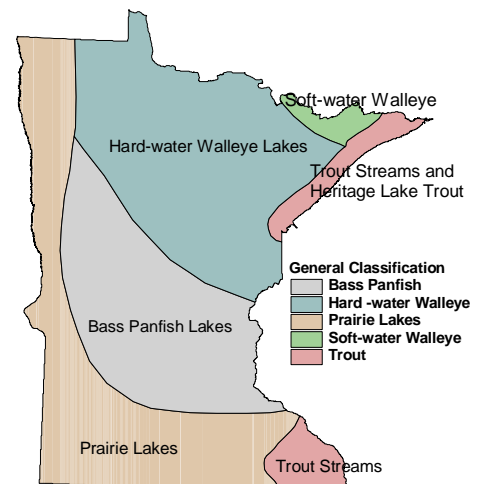 Soft-water Walleye
Hard-water Walleye Lakes
Trout Streams and
Heritage Lake Trout
General Classification
Bass Panfish
Hard -water Walleye
Prairie Lakes
Soft-water Walleye
Trout
Bass Panfish Lakes
Prairie Lakes
Trout Streams